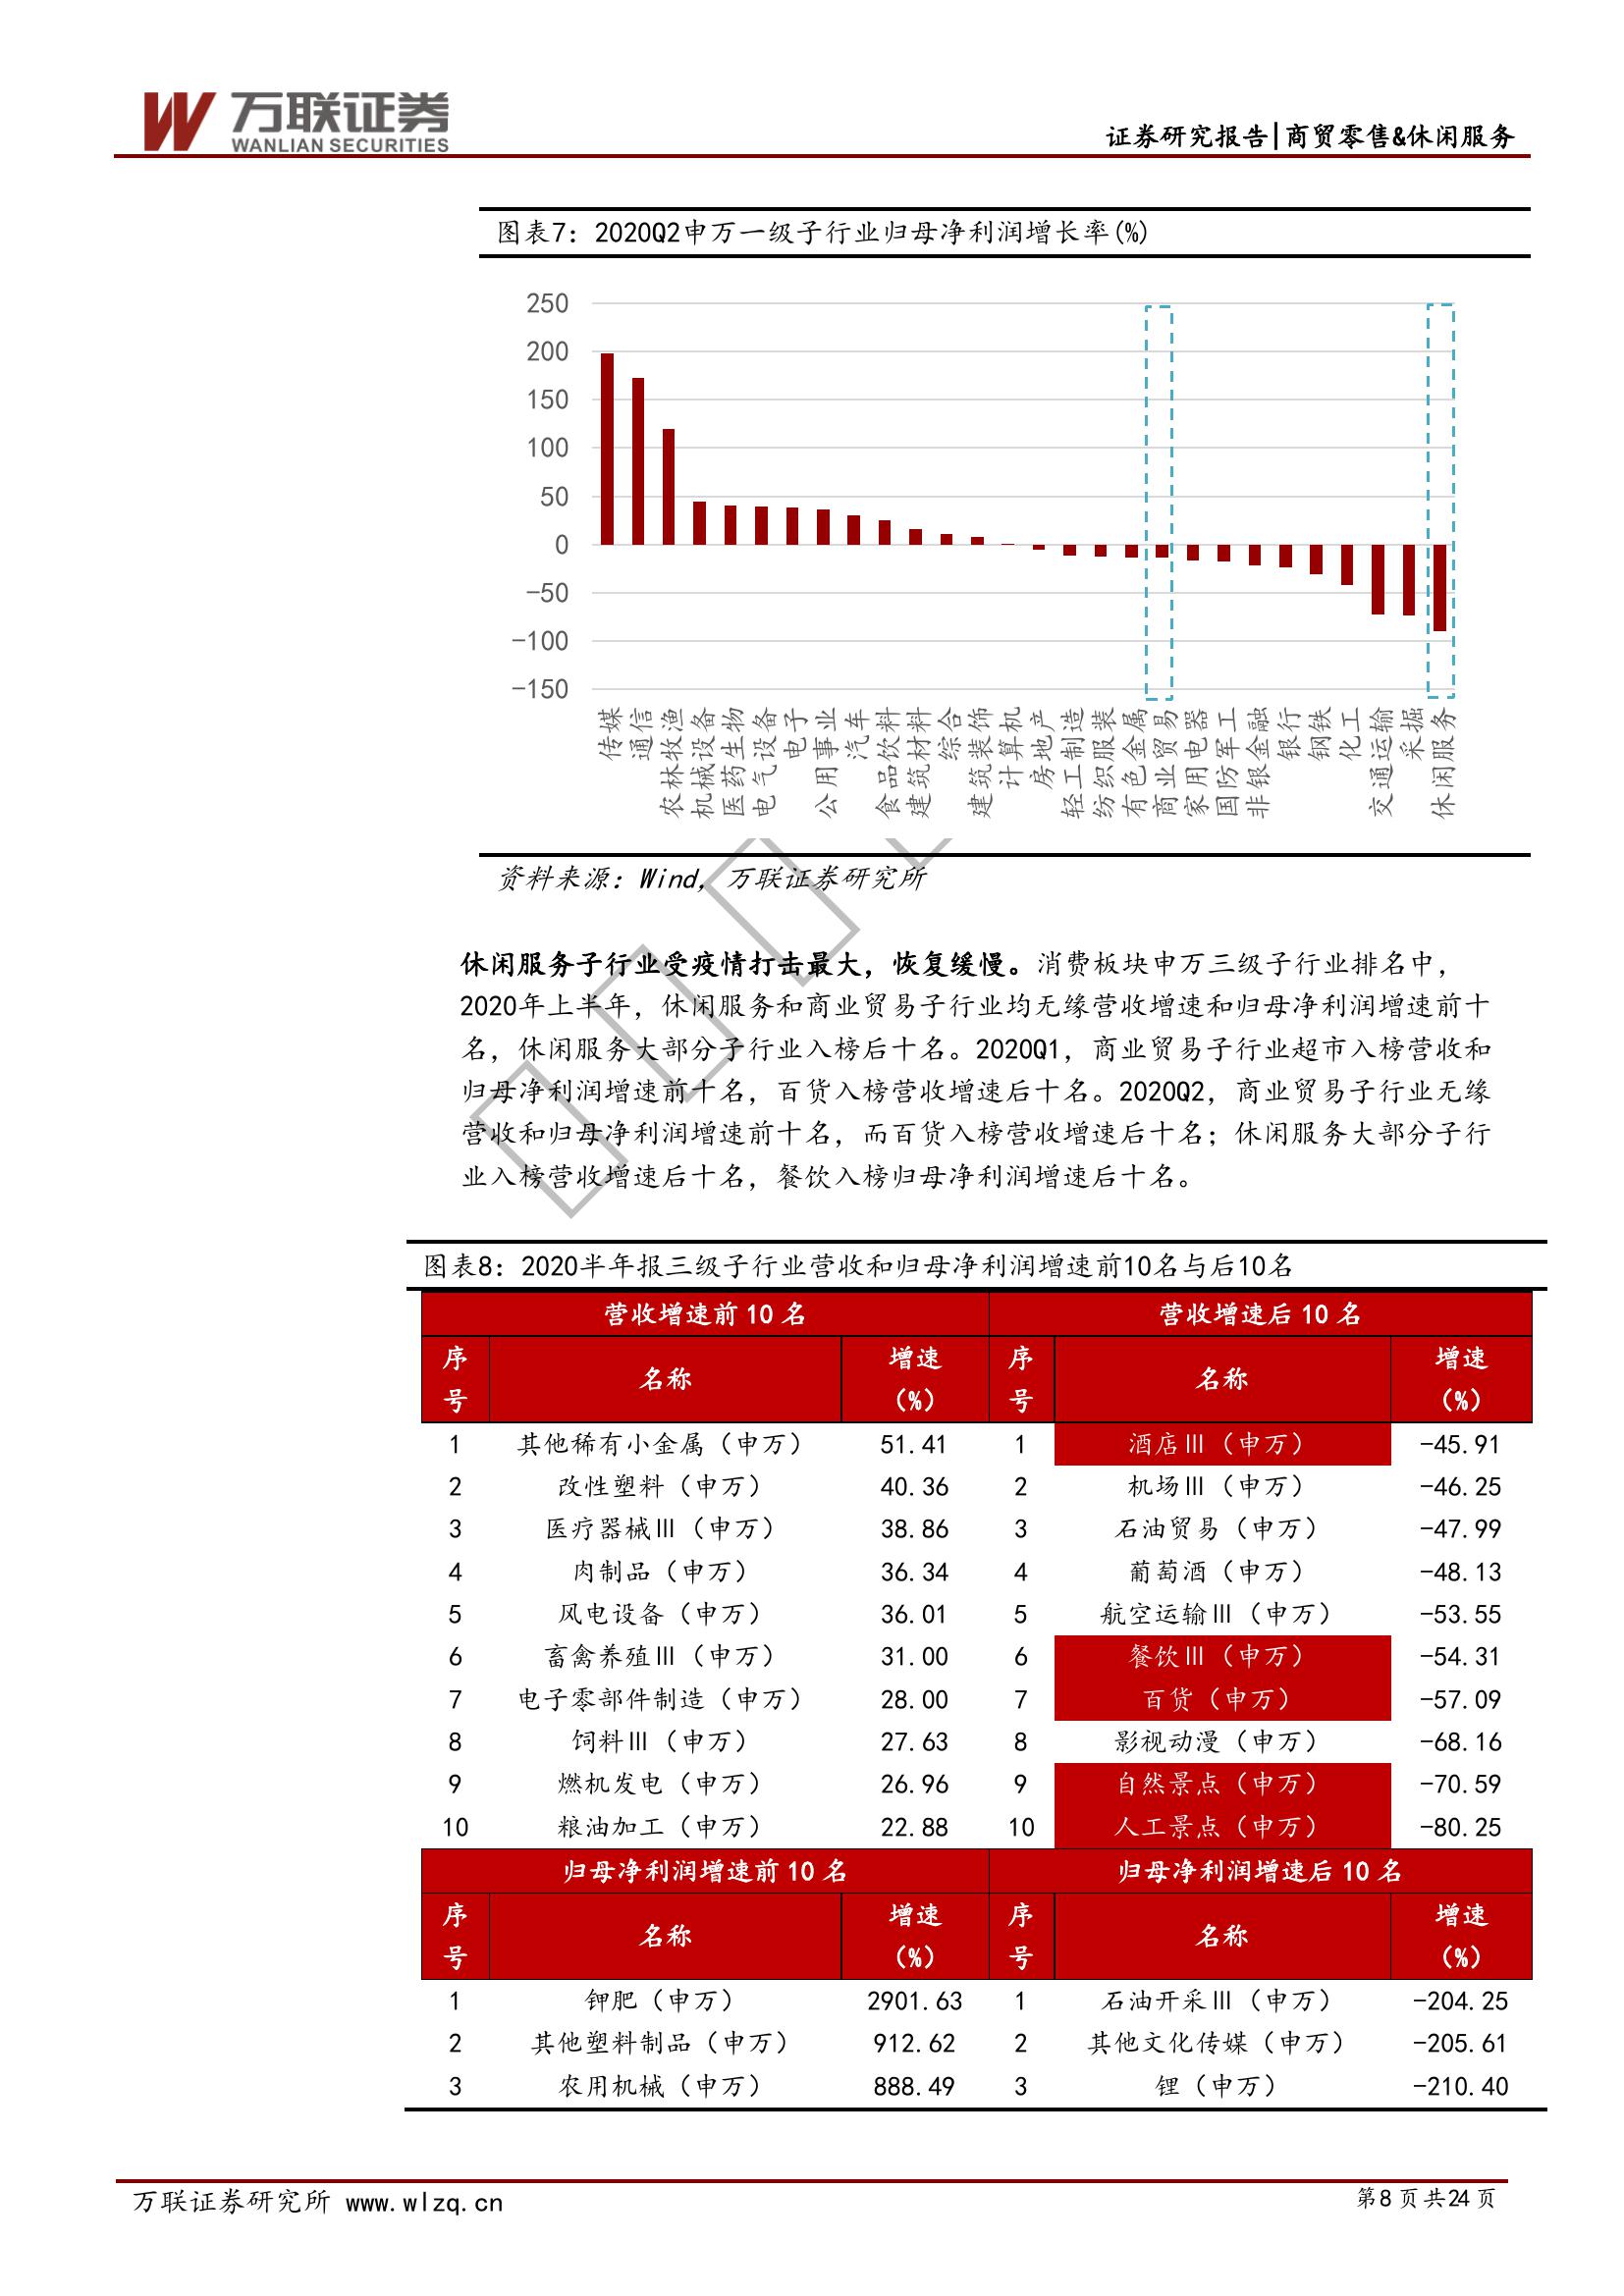 万联证券
WANLIAN SECURITIES
证券研究报告|商贸零售&休闲服务
图表7：2020Q2申万一级子行业归母净利润增长率(%)
250
200
150
100
50
0
-50
-100
-150
传媒
通信
农林牧渔
机械设备
医药生物
电气设备
电子
公用事业
汽车
食品饮料
建筑材料
综合
建筑装饰
计算机
房地产
轻工制造
纺织服装
有色金属
商业贸易
家用电器
国防军工
非银金融
银行
钢铁
化工
交通运输
采掘
休闲服务
资料来源：Wind，万联证券研究所
休闲服务子行业受疫情打击最大，恢复缓慢。消费板块申万三级子行业排名中，
2020年上半年，休闲服务和商业贸易子行业均无缘营收增速和归母净利润增速前十
名，休闲服务大部分子行业入榜后十名。2020Q1，商业贸易子行业超市入榜营收和
归母净利润增速前十名，百货入榜营收增速后十名。2020Q2，商业贸易子行业无缘
营收和归母净利润增速前十名，而百货入榜营收增速后十名；休闲服务大部分子行
业入榜营收增速后十名，餐饮入榜归母净利润增速后十名。
图表8：2020半年报三级子行业营收和归母净利润增速前10名与后10名
营收增速前 10 名 营收增速后 10 名
序号 名称 增速(%) 序号 名称 增速(%)
1 其他稀有小金属（申万） 51.41 1 酒店Ⅲ（申万） -45.91
2 改性塑料（申万） 40.36 2 机场Ⅲ（申万） -46.25
3 医疗器械Ⅲ（申万） 38.86 3 石油贸易（申万） -47.99
4 肉制品（申万） 36.34 4 葡萄酒（申万） -48.13
5 风电设备（申万） 36.01 5 航空运输Ⅲ（申万） -53.55
6 畜禽养殖Ⅲ（申万） 31.00 6 餐饮Ⅲ（申万） -54.31
7 电子零部件制造（申万） 28.00 7 百货（申万） -57.09
8 饲料Ⅲ（申万） 27.63 8 影视动漫（申万） -68.16
9 燃机发电（申万） 26.96 9 自然景点（申万） -70.59
10 粮油加工（申万） 22.88 10 人工景点（申万） -80.25
归母净利润增速前 10 名 归母净利润增速后 10 名
序号 名称 增速(%) 序号 名称 增速(%)
1 钾肥（申万） 2901.63 1 石油开采Ⅲ（申万） -204.25
2 其他塑料制品（申万） 912.62 2 其他文化传媒（申万） -205.61
3 农用机械（申万） 888.49 3 锂（申万） -210.40
万联证券研究所 www.wlzq.cn
第8页共24页